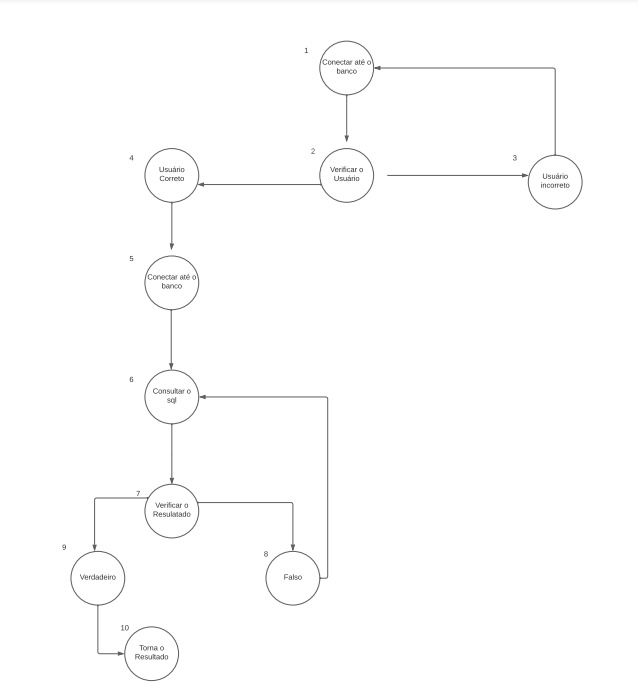 1
Conectar até o
banco
2
Verificar o
Usuário
3
Usuário
incorreto
4
Usuário
Correto
5
Conectar até o
banco
6
Consultar o
sql
7
Verificar o
Resulatado
8
Falso
9
Verdadeiro
10
Torna o
Resultado